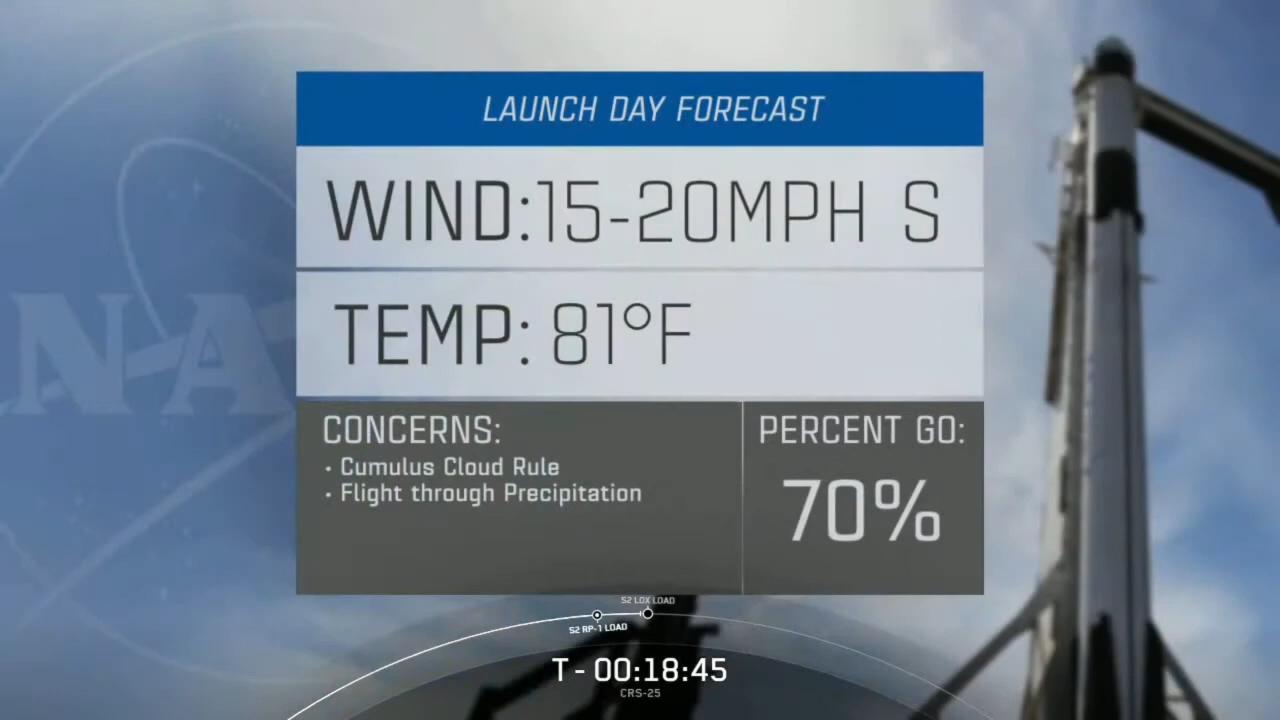 LAUNCH DAY FORECAST
WIND:15-20MPH S
TEMP: 81°F
CONCERNS:
• Cumulus Cloud Rule
• Flight through Precipitation
PERCENT GO:
70%
NA
S2 LOX LOAD
S2 RP-1 LOAD
T - 00:18:45
CRS-25